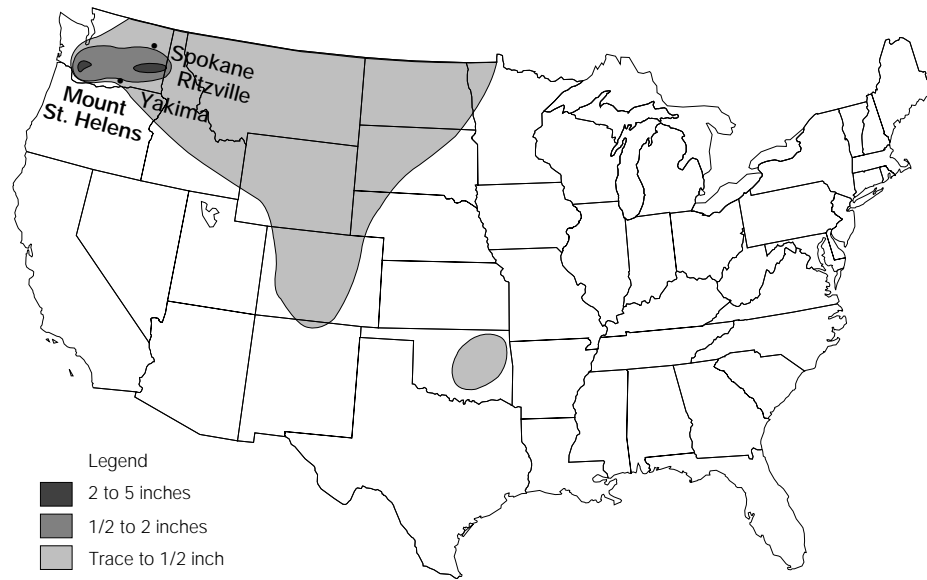 Spokane
Ritzville
Yakima
Mount
St. Helens
Legend
2 to 5 inches
1/2 to 2 inches
Trace to 1/2 inch